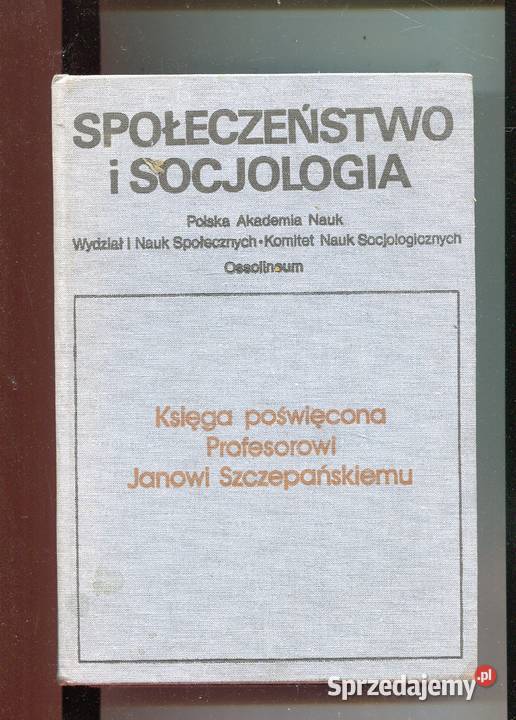 SPOŁECZEŃSTWO
i SOCJOLOGIA
Polska Akademia Nauk
Wydział I Nauk Społecznych • Komitet Nauk Socjologicznych
Ossolineum
Księga poświęcona
Profesorowi
Janowi Szczepańskiemu
Sprzedajemy.pl